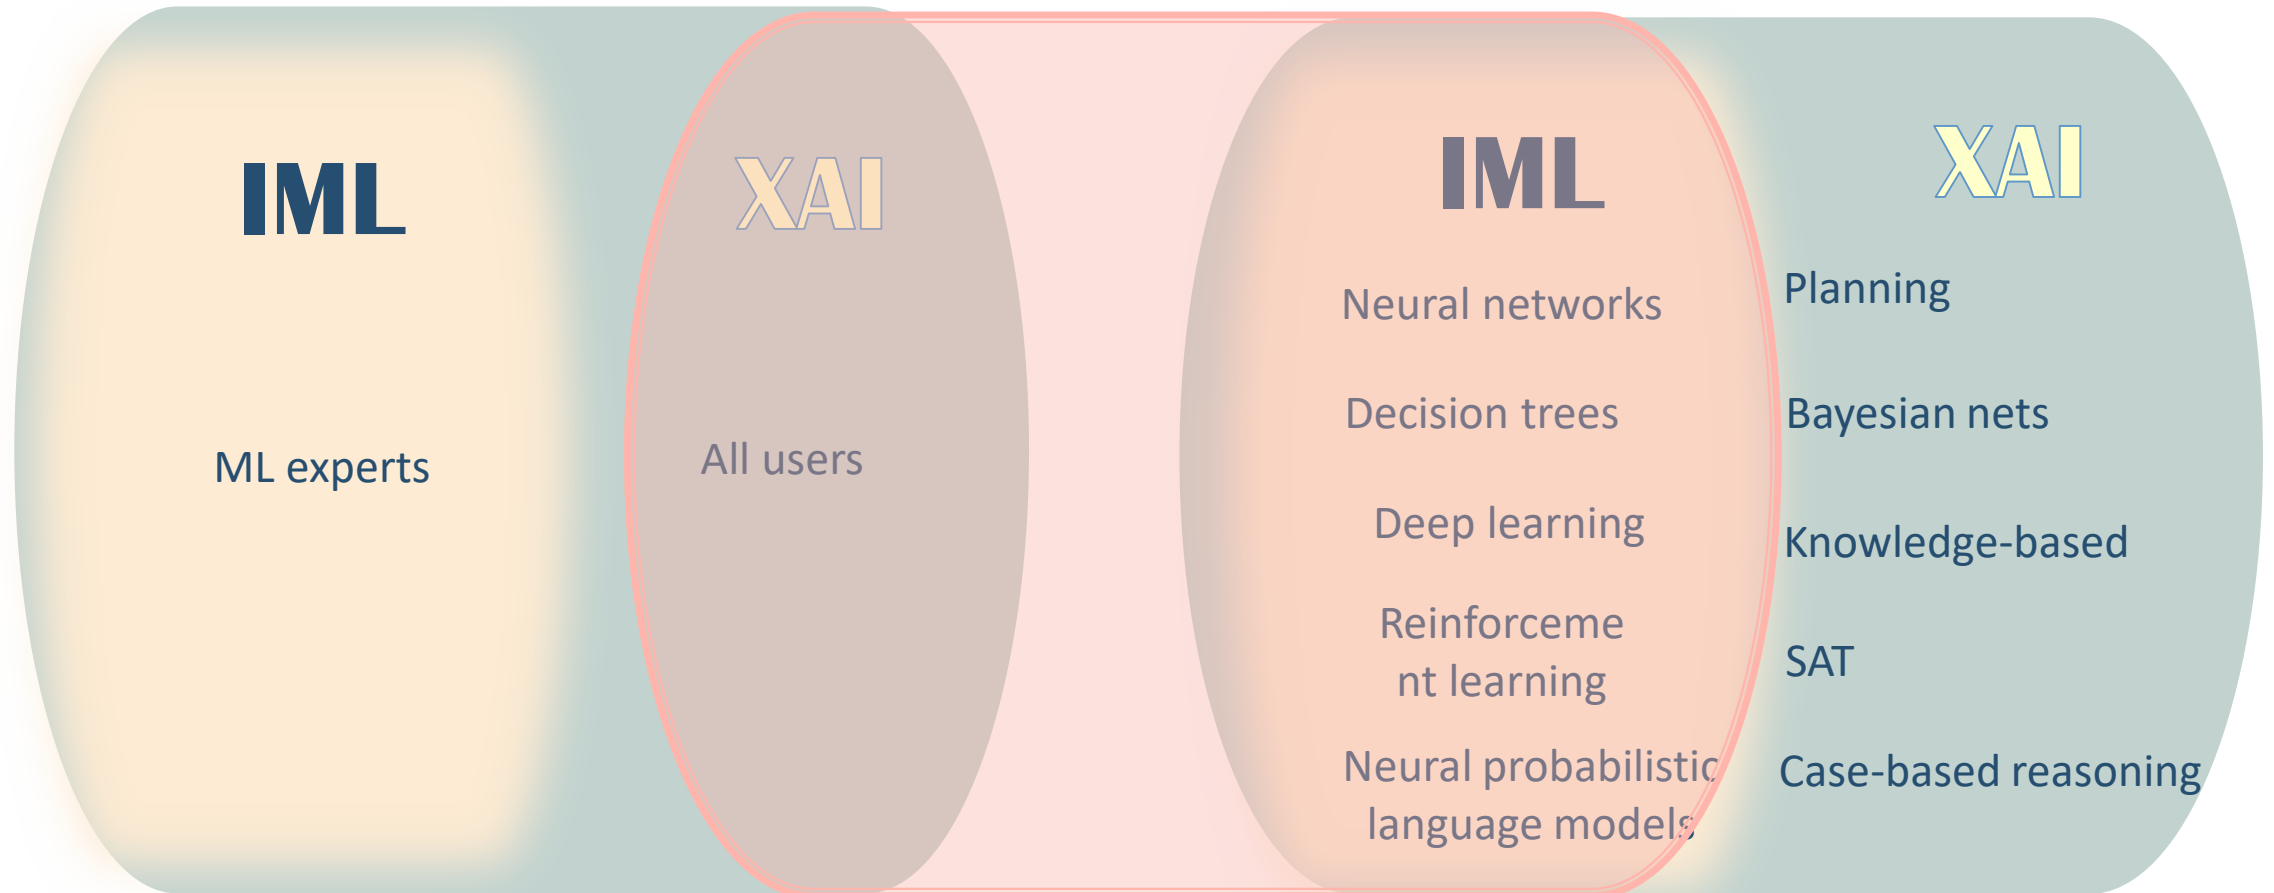 IML
ML experts
XAI
All users
IML
Neural networks
Decision trees
Deep learning
Reinforceme
nt learning
Neural probabilistic
language models
XAI
Planning
Bayesian nets
Knowledge-based
SAT
Case-based reasoning